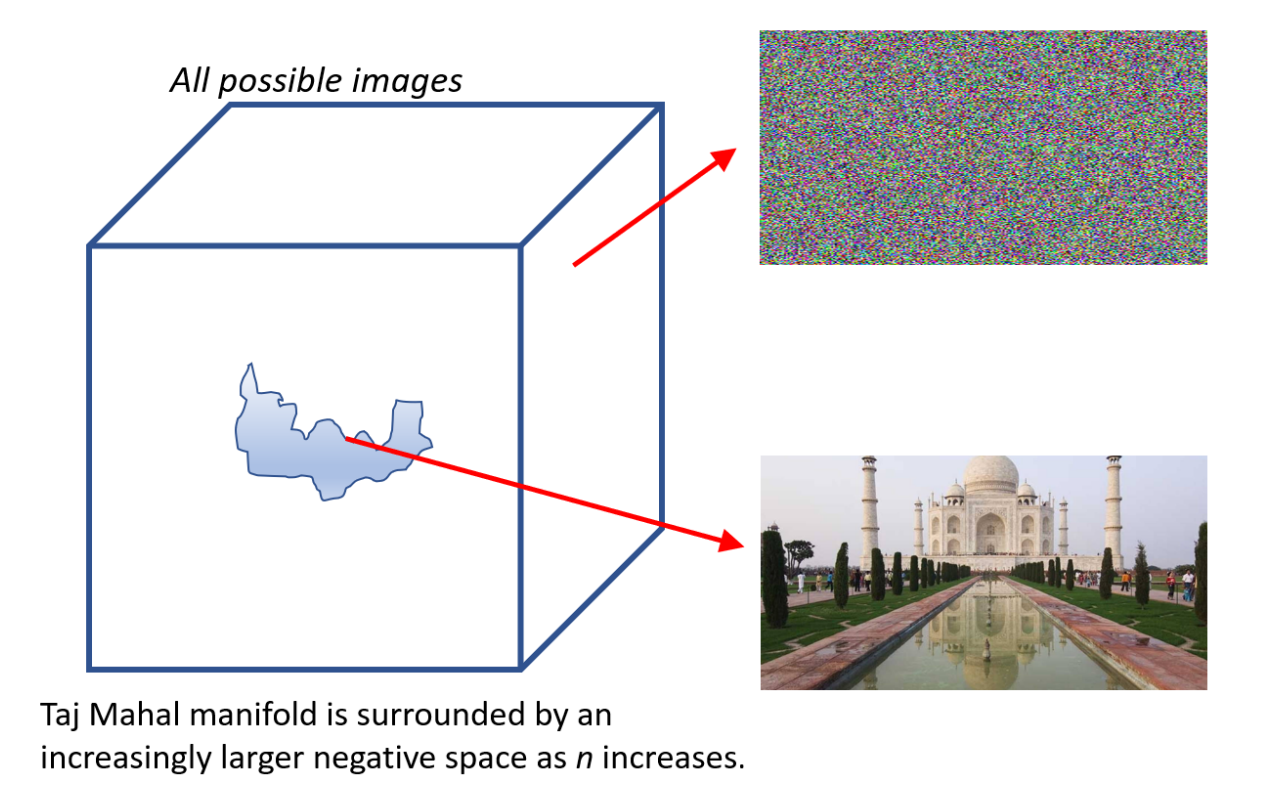 All possible images
Taj Mahal manifold is surrounded by an
increasingly larger negative space as n increases.